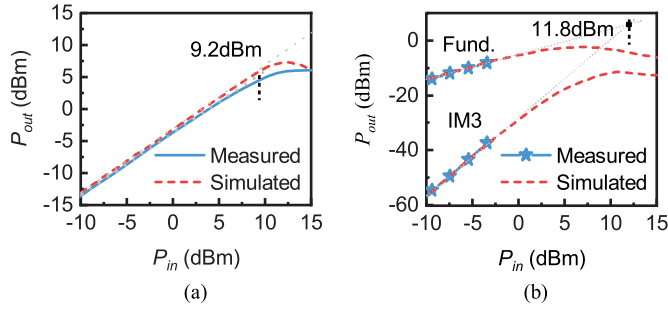 9.2dBm
15
10
5
0
-5
-10
-15
P_out (dBm)
Measured
Simulated
-10 -5 0 5 10 15
P_in (dBm)
(a)
11.8dBm
0
-20
-40
-60
P_out (dBm)
Fund.
IM3
Measured
Simulated
-10 -5 0 5 10 15
P_in (dBm)
(b)